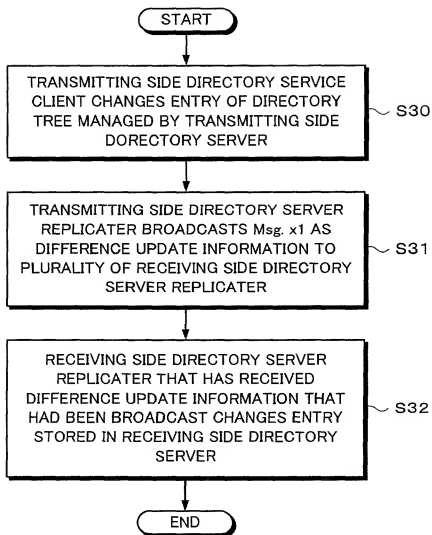 START
TRANSMITTING SIDE DIRECTORY SERVICE
CLIENT CHANGES ENTRY OF DIRECTORY
TREE MANAGED BY TRANSMITTING SIDE
DORECTORY SERVER
S30
TRANSMITTING SIDE DIRECTORY SERVER
REPLICATER BROADCASTS Msg. x1 AS
DIFFERENCE UPDATE INFORMATION TO
PLURALITY OF RECEIVING SIDE DIRECTORY
SERVER REPLICATER
S31
RECEIVING SIDE DIRECTORY SERVER
REPLICATER THAT HAS RECEIVED
DIFFERENCE UPDATE INFORMATION THAT
HAD BEEN BROADCAST CHANGES ENTRY
STORED IN RECEIVING SIDE DIRECTORY
SERVER
S32
END